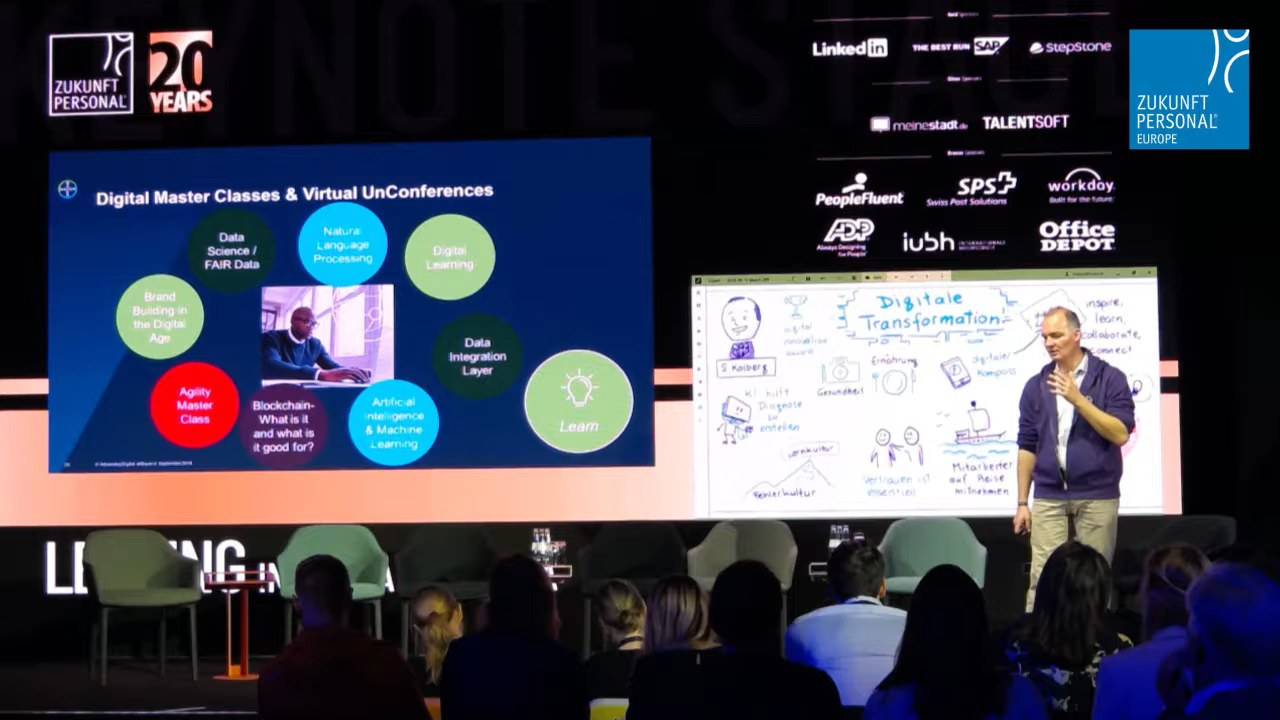 ZUKUNFT
PERSONAL
20
YEARS
Linked in
THE BEST RUN SAP
stepstone
meinestadt.de
TALENTSOFT
PeopleFluent
SPS
Swiss Post Solutions
workday.
Built for the future.
ADP
Always Designing
for People
iubh
Office
DEPOT
ZUKUNFT
PERSONAL
EUROPE
BAYER
Digital Master Classes & Virtual UnConferences
Data
Science /
FAIR Data
Natural
Language
Processing
Digital
Learning
Brand
Building in
the Digital
Age
Data
Integration
Layer
Agility
Master
Class
Blockchain-
What is it
and what is
it good for?
Artificial
Intelligence
& Machine
Learning
Learn
Digitale
Transformation
S. Kolberg
digital
innovation
award
inspire,
learn,
collaborate,
connect
Gesundheit
Ernährung
digitaler
Kompass
KI hilft
Diagnose
zu
erstellen
Lernkultur
Fehlerkultur
Vertrauen ist
essentiell
Mitarbeiter
auf Reise
mitnehmen